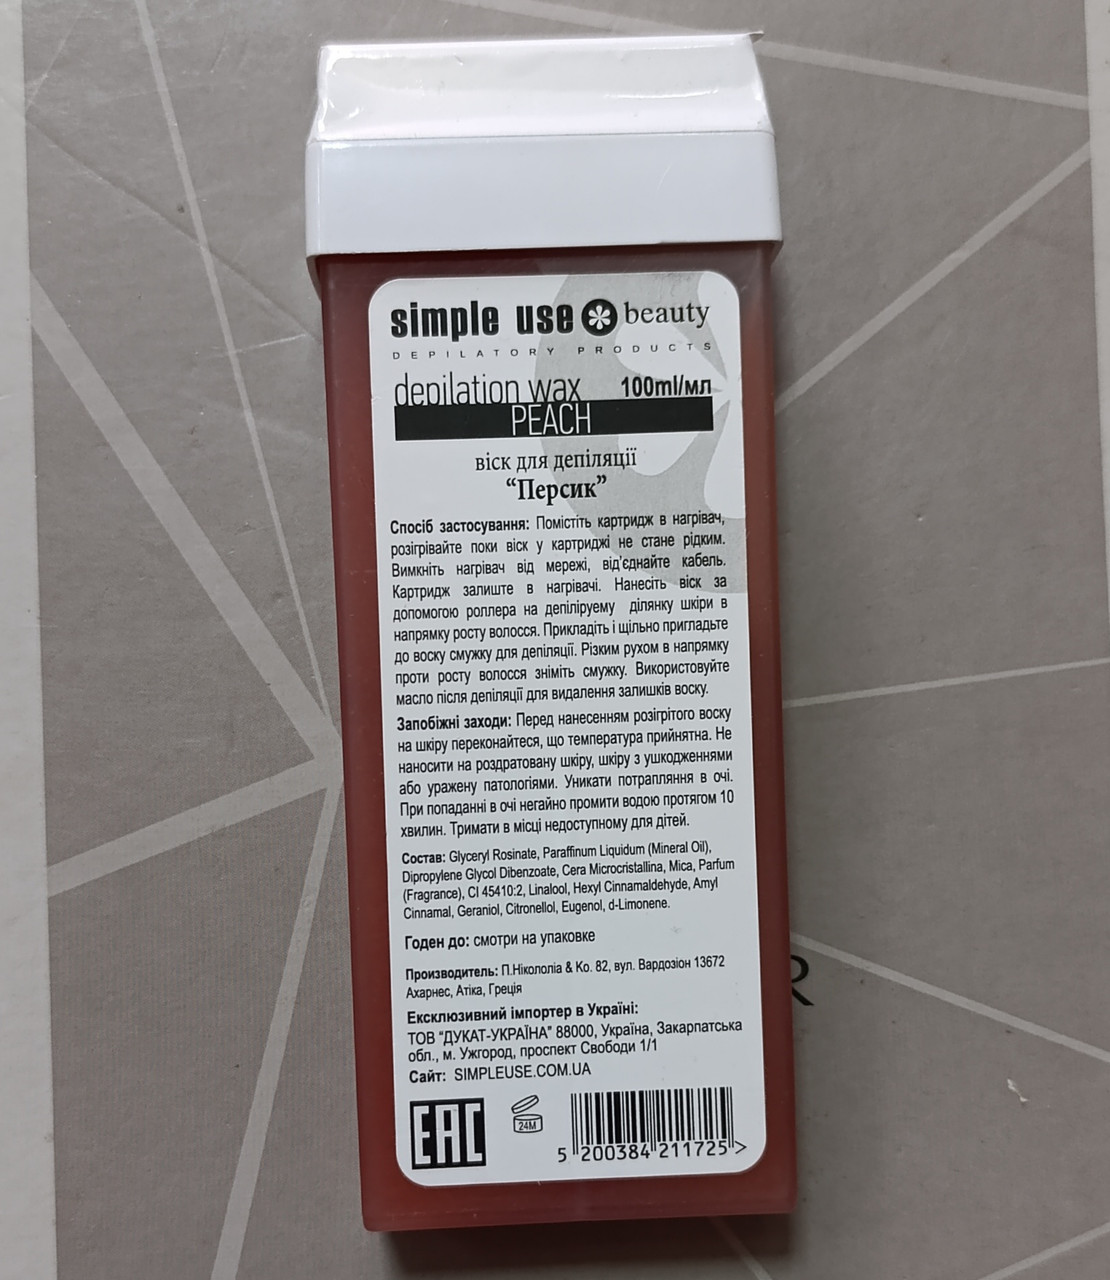 simple use beauty
DEPILATORY PRODUCTS
depilation wax 100ml/мл
PEACH
віск для депіляції
“Персик”
Спосіб застосування: Помістіть картридж в нагрівач,
розігрівайте поки віск у картриджі не стане рідким.
Вимкніть нагрівач від мережі, від'єднайте кабель.
Картридж залиште в нагрівачі. Нанесіть віск за
допомогою роллера на депілірyему ділянку шкіри в
напрямку росту волосся. Прикладіть і щільно пригладьте
до воску смужку для депіляції. Різким рухом в напрямку
проти росту волосся зніміть смужку. Використовуйте
масло після депіляції для видалення залишків воску.
Запобіжні заходи: Перед нанесенням розігрітого воску
на шкіру переконайтеся, що температура прийнятна. Не
наносити на роздратовану шкіру, шкіру з ушкодженнями
або уражену патологіями. Уникати потрапляння в очі.
При попаданні в очі негайно промити водою протягом 10
хвилин. Тримати в місці недоступному для дітей.
Состав: Glyceryl Rosinate, Paraffinum Liquidum (Mineral Oil),
Dipropylene Glycol Dibenzoate, Cera Microcristallina, Mica, Parfum
(Fragrance), CI 45410:2, Linalool, Hexyl Cinnamaldehyde, Amyl
Cinnamal, Geraniol, Citronellol, Eugenol, d-Limonene.
Годен до: смотри на упаковке
Производитель: П.Нікололіа & Ко. 82, вул. Вардозіон 13672
Ахарнес, Атіка, Греція
Ексклюзивний імпортер в Україні:
ТОВ “ДУКАТ-УКРАЇНА” 88000, Україна, Закарпатська
обл., м. Ужгород, проспект Свободи 1/1
Сайт: SIMPLEUSE.COM.UA
EAC 24M
5 200384 211725 >
R